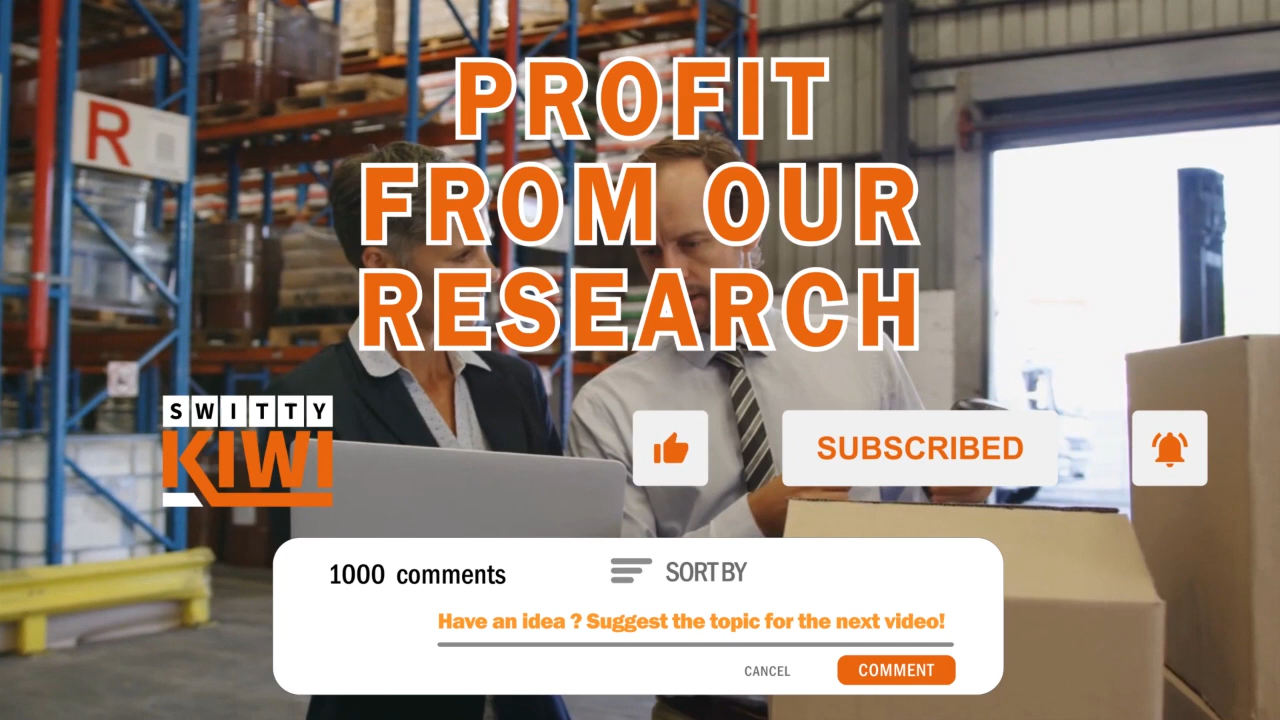 PROFIT
FROM OUR
RESEARCH
R
SWITTY
KIWI
SUBSCRIBED
1000 comments
SORT BY
Have an idea ? Suggest the topic for the next video!
CANCEL
COMMENT